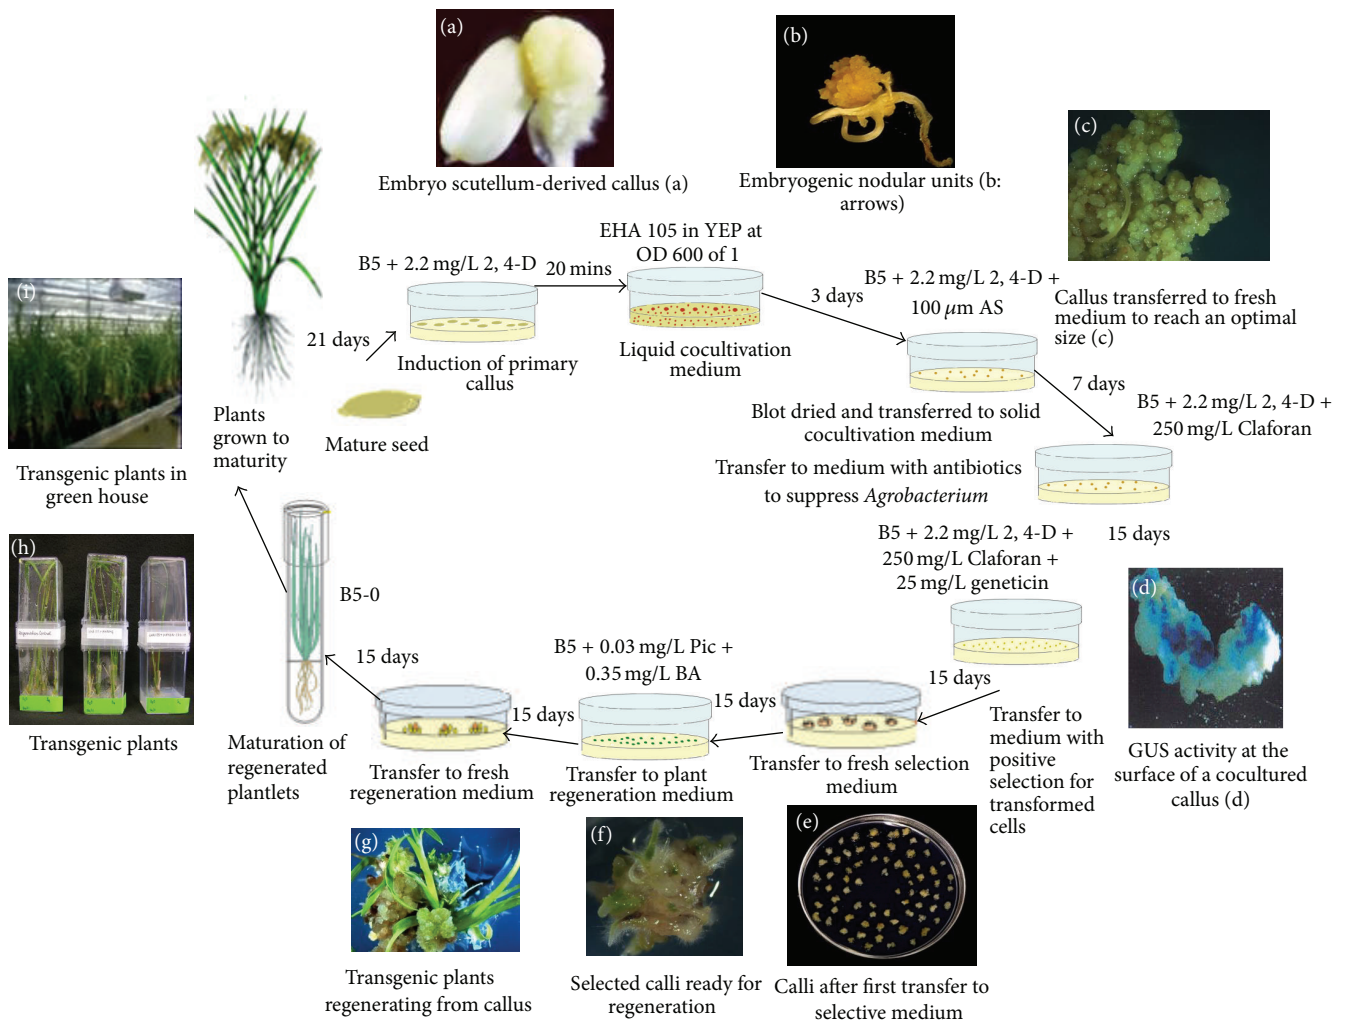 (a)
Embryo scutellum-derived callus (a)
(b)
Embryogenic nodular units (b:
arrows)
(c)
Callus transferred to fresh
medium to reach an optimal
size (c)
21 days
Mature seed
B5 + 2.2 mg/L 2, 4-D
Induction of primary
callus
20 mins
EHA 105 in YEP at
OD 600 of 1
Liquid cocultivation
medium
3 days
B5 + 2.2 mg/L 2, 4-D +
100 μm AS
Blot dried and transferred to solid
cocultivation medium
7 days
B5 + 2.2 mg/L 2, 4-D +
250 mg/L Claforan
Transfer to medium with antibiotics
to suppress Agrobacterium
15 days
B5 + 2.2 mg/L 2, 4-D +
250 mg/L Claforan +
25 mg/L geneticin
(d)
GUS activity at the
surface of a cocultured
callus (d)
15 days
Transfer to
medium with
positive
selection for
transformed
cells
Transfer to fresh selection
medium
(e)
Calli after first transfer to
selective medium
15 days
B5 + 0.03 mg/L Pic +
0.35 mg/L BA
Transfer to plant
regeneration medium
(f)
Selected calli ready for
regeneration
15 days
Transfer to fresh
regeneration medium
(g)
Transgenic plants
regenerating from callus
15 days
B5-0
Maturation of
regenerated
plantlets
(h)
Transgenic plants
Plants
grown to
maturity
(i)
Transgenic plants in
green house